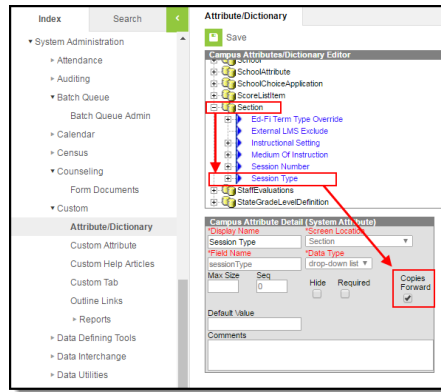 Index
Search
System Administration
Attendance
Auditing
Batch Queue
Batch Queue Admin
Calendar
Census
Counseling
Form Documents
Custom
Attribute/Dictionary
Custom Attribute
Custom Help Articles
Custom Tab
Outline Links
Reports
Data Defining Tools
Data Interchange
Data Utilities
Attribute/Dictionary
Save
Campus Attributes/Dictionary Editor
School
SchoolAttribute
SchoolChoiceApplication
ScoreListItem
Section
Ed-Fi Term Type Override
External LMS Exclude
Instructional Setting
Medium Of Instruction
Session Number
Session Type
StaffEvaluations
StateGradeLevelDefinition
Campus Attribute Detail (System Attribute)
*Display Name *Screen Location
Session Type Section
*Field Name *Data Type
sessionType drop-down list
Max Size Seq Hide Required Copies Forward
0
Default Value
Comments